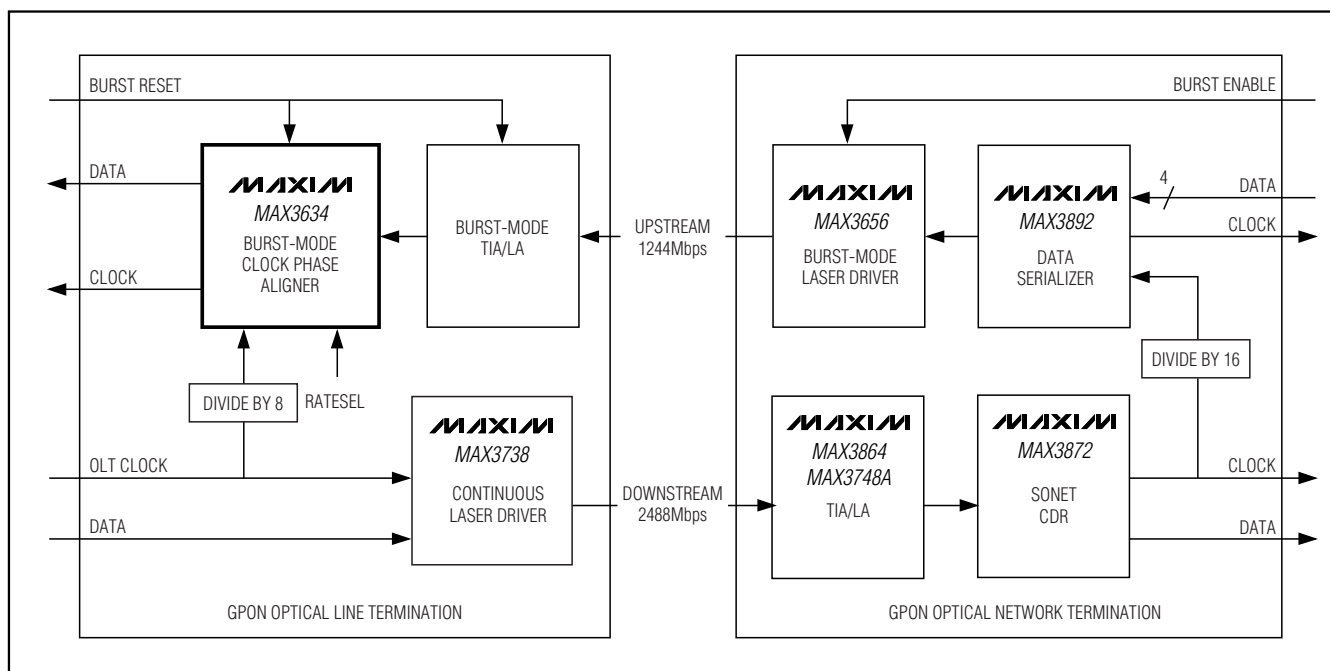 BURST RESET
DATA
CLOCK
MAXIM
MAX3634
BURST-MODE
CLOCK PHASE
ALIGNER
BURST-MODE
TIA/LA
DIVIDE BY 8
RATESEL
OLT CLOCK
DATA
MAXIM
MAX3738
CONTINUOUS
LASER DRIVER
GPON OPTICAL LINE TERMINATION
UPSTREAM
1244Mbps
DOWNSTREAM
2488Mbps
BURST ENABLE
MAXIM
MAX3656
BURST-MODE
LASER DRIVER
MAXIM
MAX3892
DATA
SERIALIZER
4
DATA
CLOCK
DIVIDE BY 16
MAXIM
MAX3864
MAX3748A
TIA/LA
MAXIM
MAX3872
SONET
CDR
CLOCK
DATA
GPON OPTICAL NETWORK TERMINATION